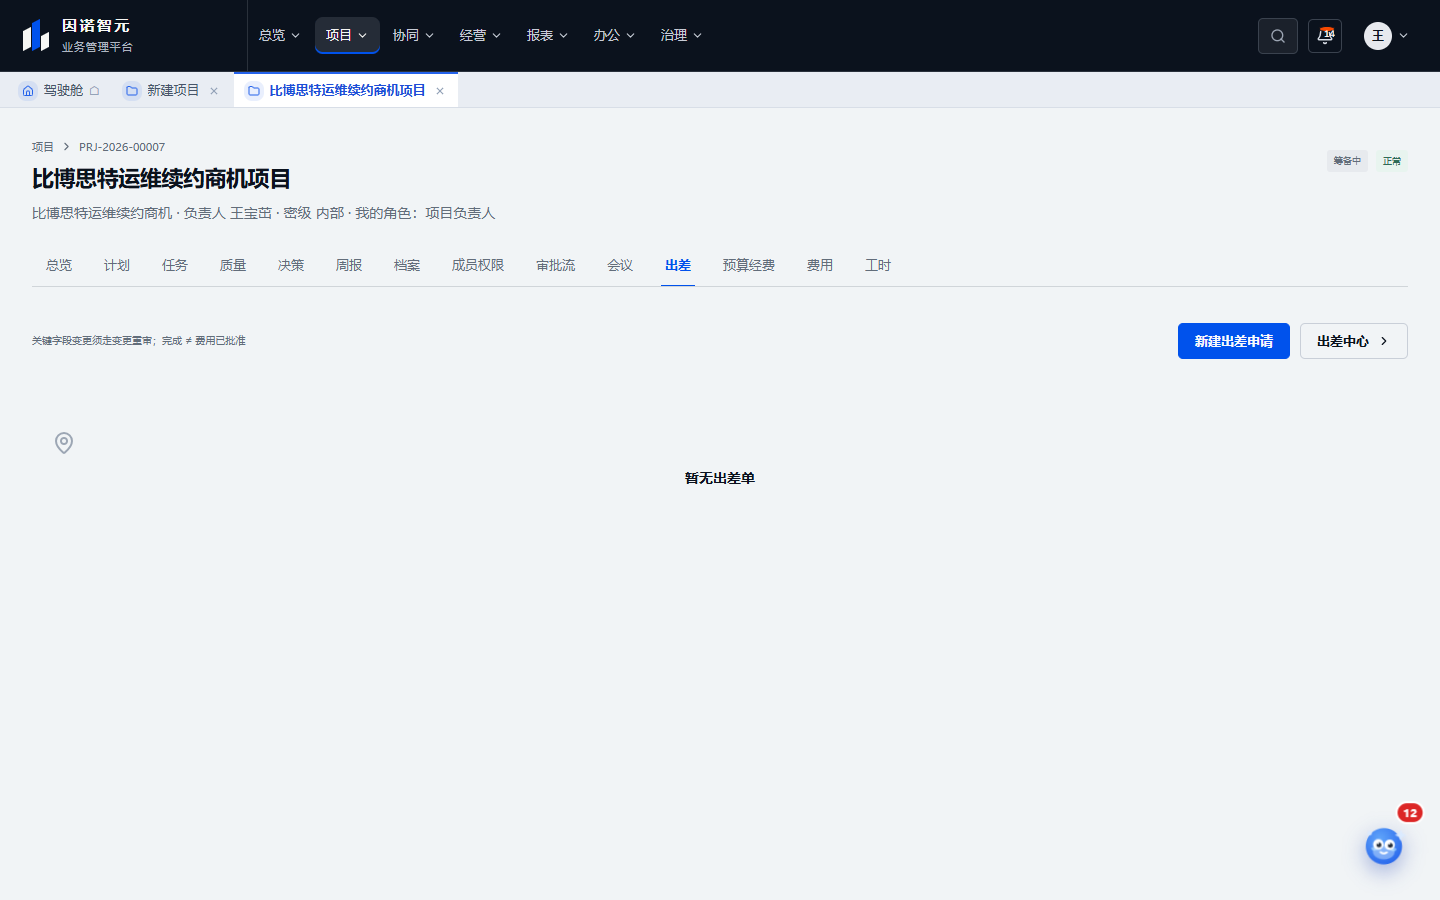 因诺智元
业务管理平台
总览 项目 协同 经营 报表 办公 治理
14
王
驾驶舱 新建项目 比博思特运维续约商机项目
项目 PRJ-2026-00007
比博思特运维续约商机项目
筹备中 正常
比博思特运维续约商机 · 负责人 王宝茁 · 密级 内部 · 我的角色：项目负责人
总览 计划 任务 质量 决策 周报 档案 成员权限 审批流 会议 出差 预算经费 费用 工时
关键字段变更须走变更重审；完成 ≠ 费用已批准
新建出差申请 出差中心
暂无出差单
12